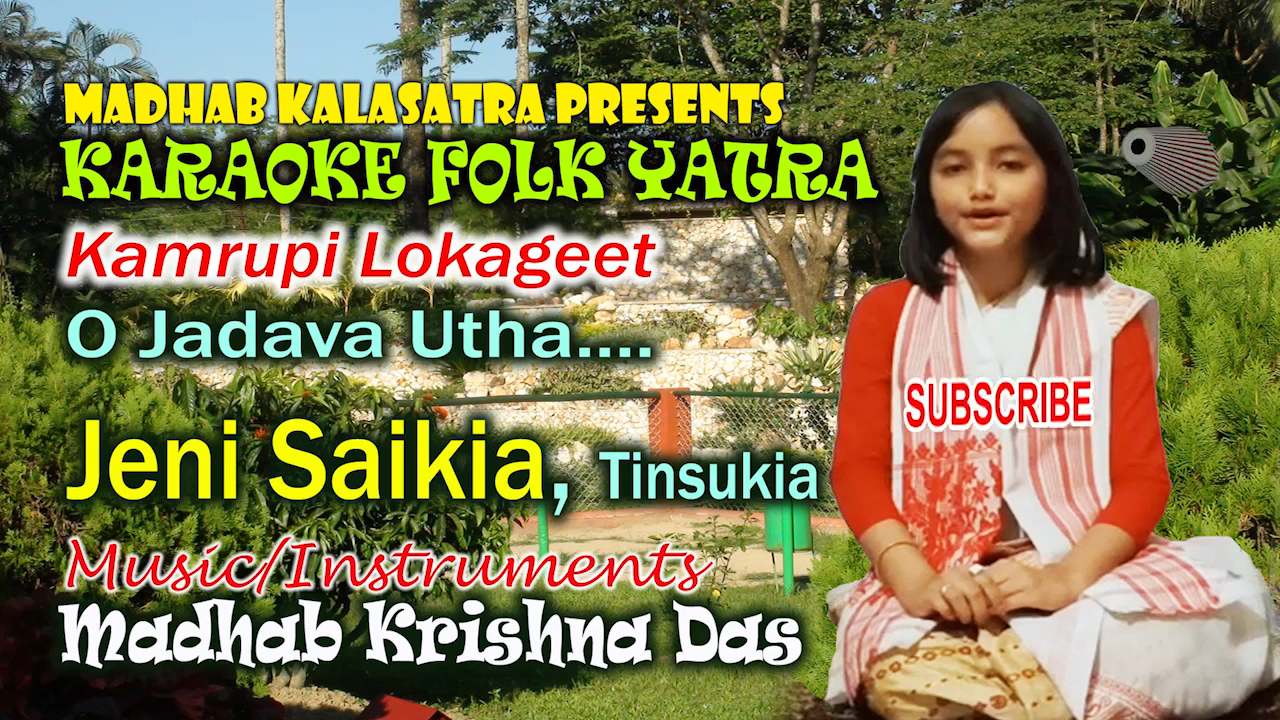 MADHAB KALASATRA PRESENTS
KARAOKE FOLK YATRA
Kamrupi Lokageet
O Jadava Utha....
Jeni Saikia, Tinsukia
SUBSCRIBE
Music/Instruments
Madhab Krishna Das